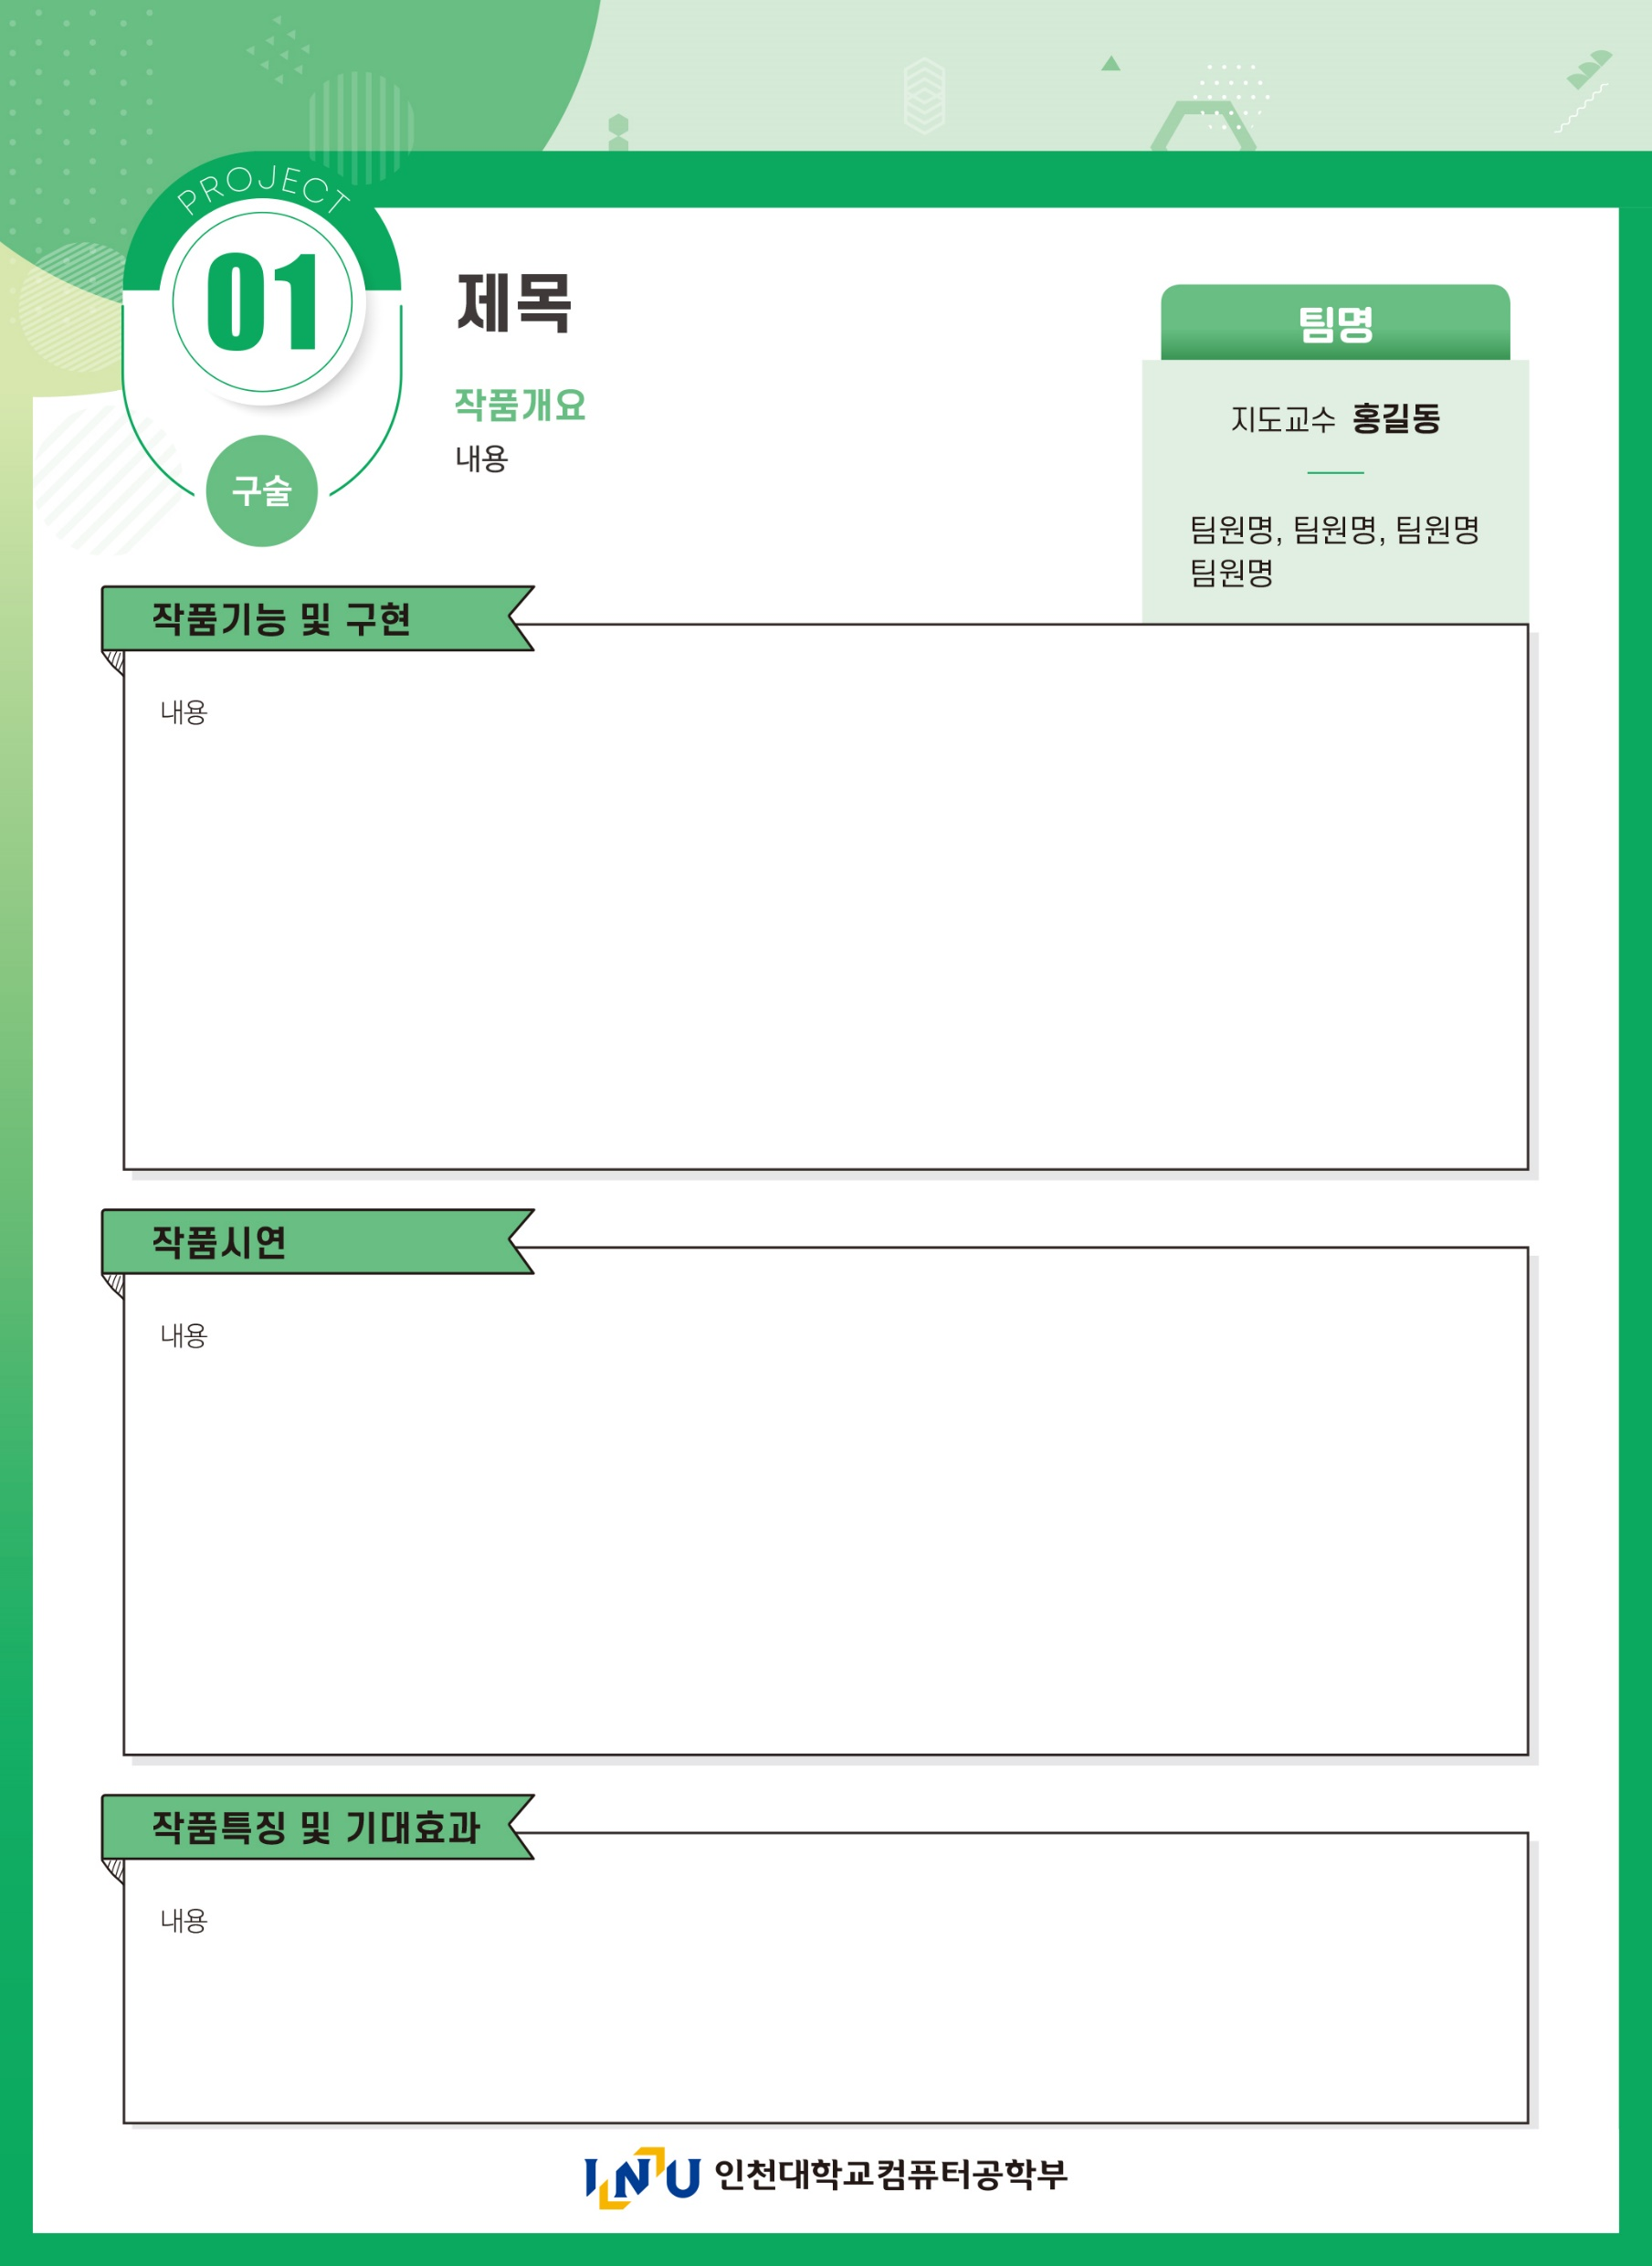 PROJECT
01
구술
제목
작품개요
내용
팀명
지도교수 홍길동
팀원명, 팀원명, 팀원명
팀원명
작품기능 및 구현
내용
작품시연
내용
작품특징 및 기대효과
내용
INU 인천대학교컴퓨터공학부